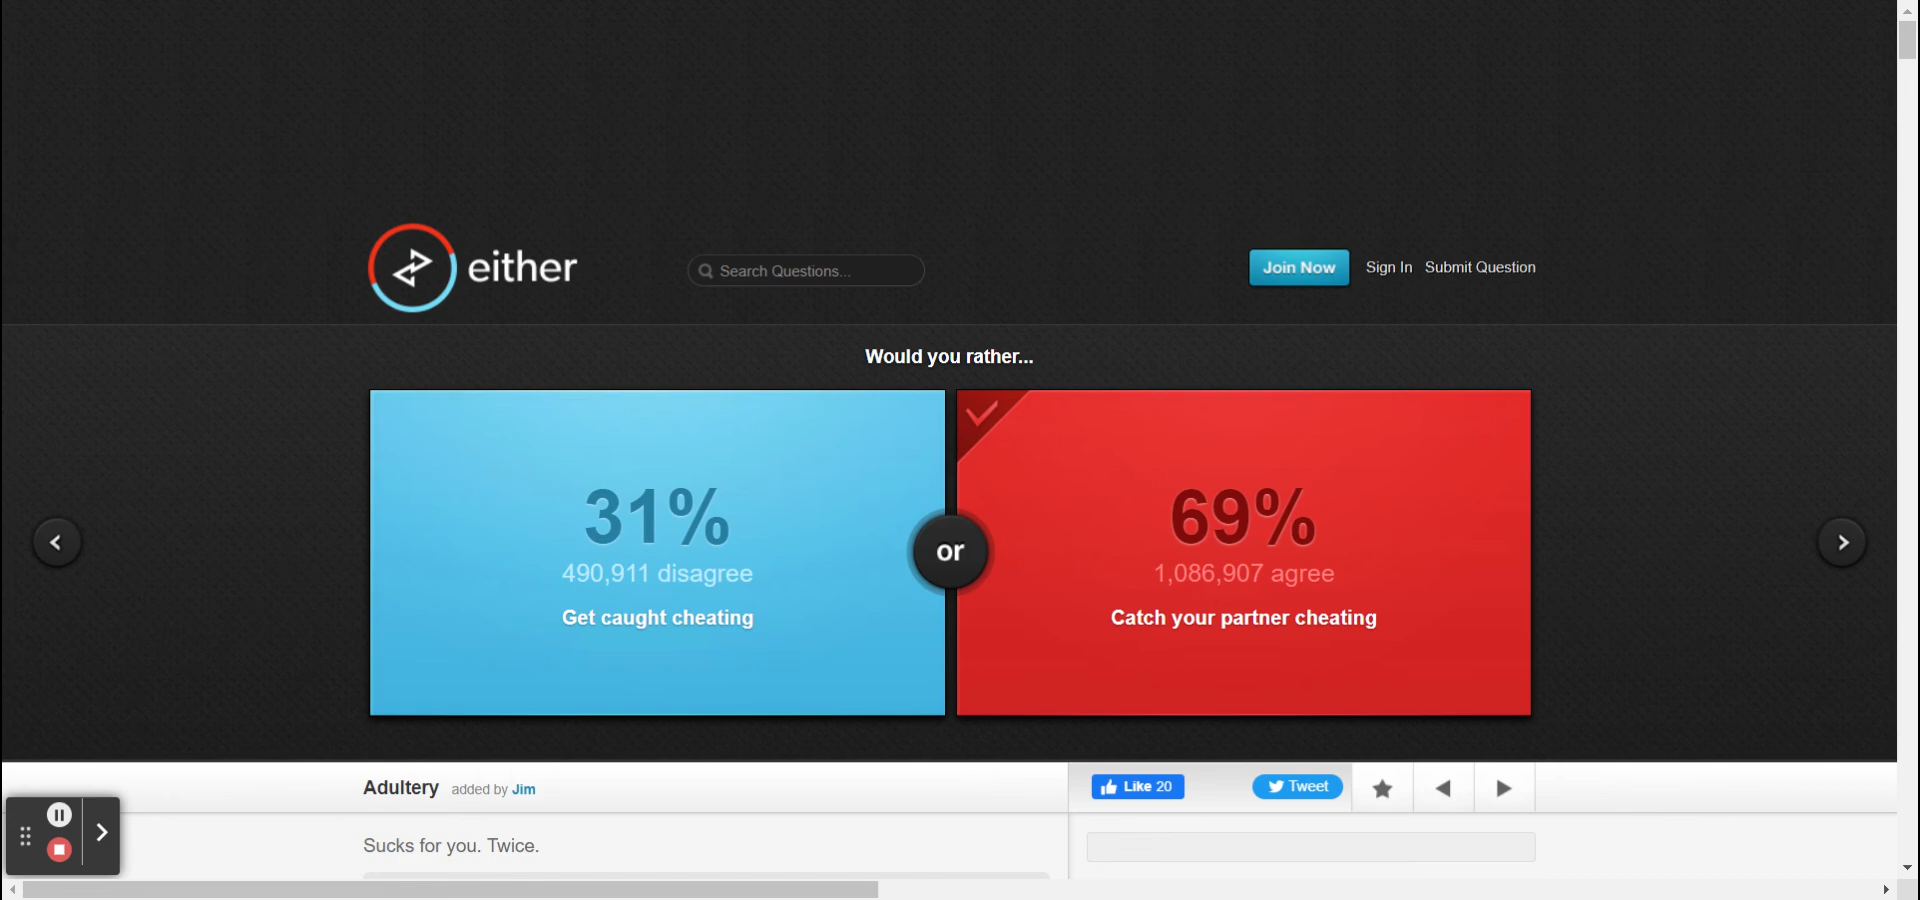 either
Search Questions...
Join Now
Sign In
Submit Question
Would you rather...
31%
490,911 disagree
Get caught cheating
or
69%
1,086,907 agree
Catch your partner cheating
Adultery added by Jim
Like 20
Tweet
Sucks for you. Twice.